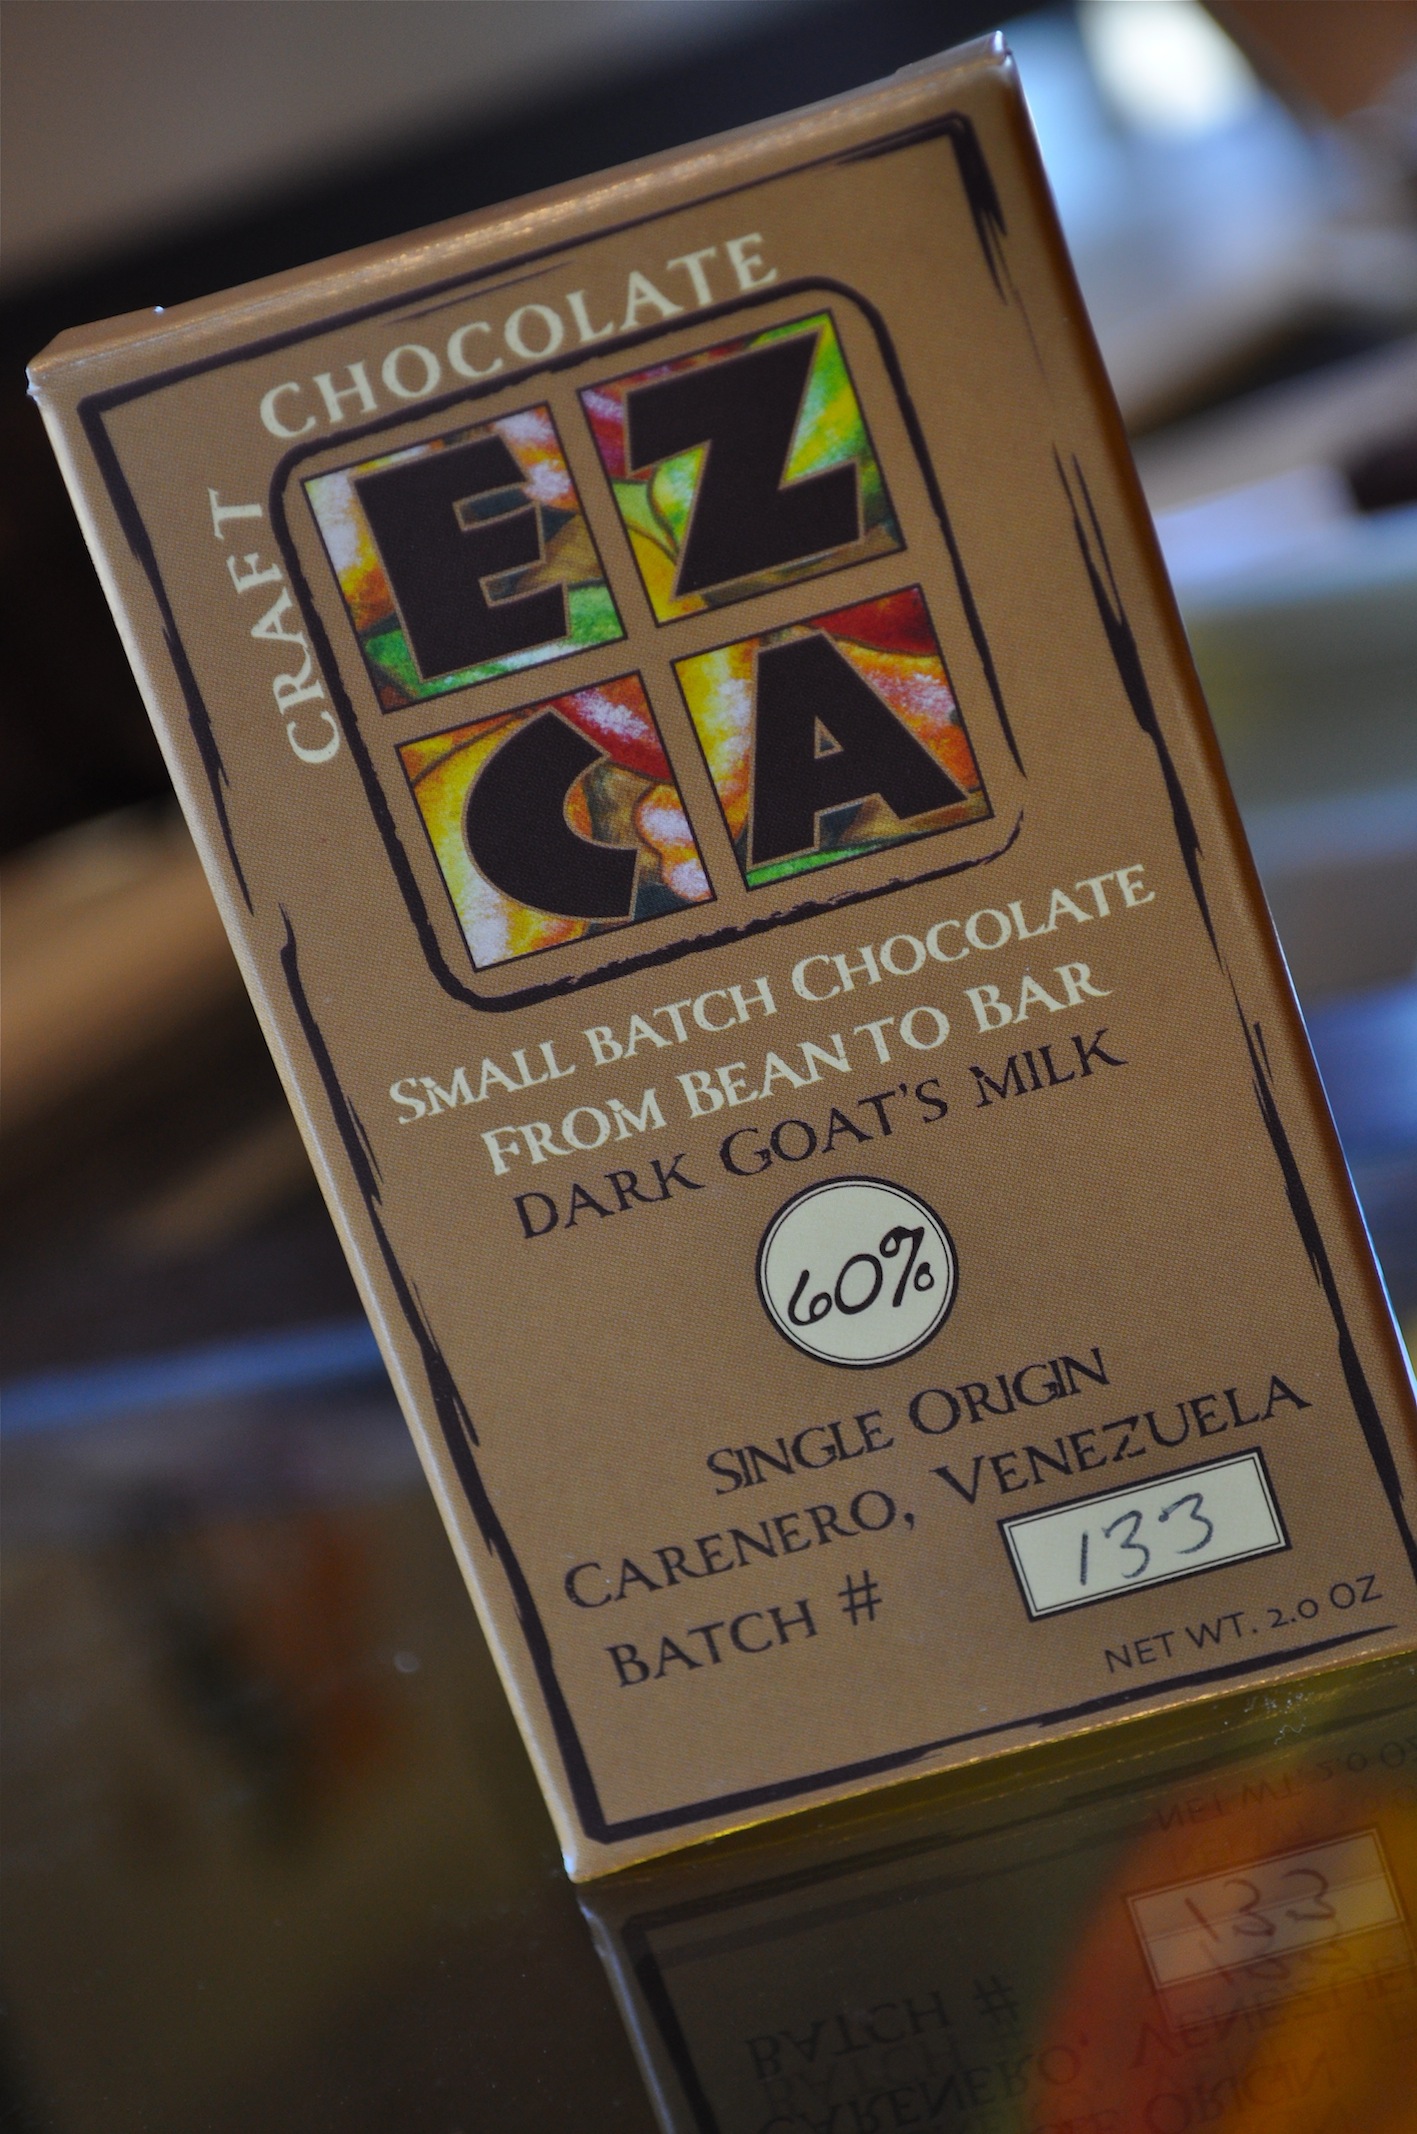 CRAFT CHOCOLATE
EZ
CA
SMALL BATCH CHOCOLATE
FROM BEAN TO BAR
DARK GOAT'S MILK
60%
SINGLE ORIGIN
CARENERO, VENEZUELA
BATCH # 133
NET WT. 2.0 OZ